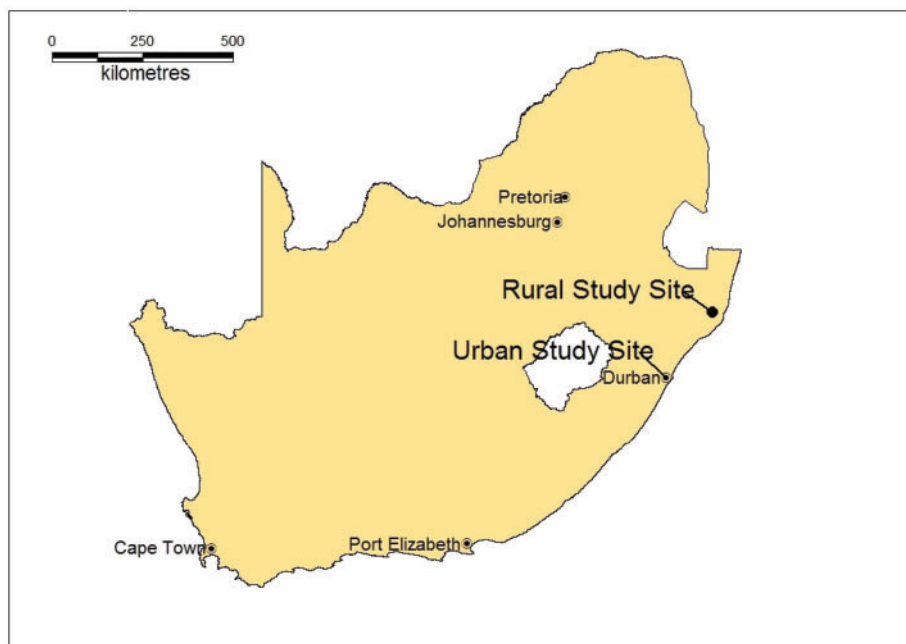 0 250 500
kilometres
Pretoria
Johannesburg
Rural Study Site
Urban Study Site
Durban
Cape Town
Port Elizabeth